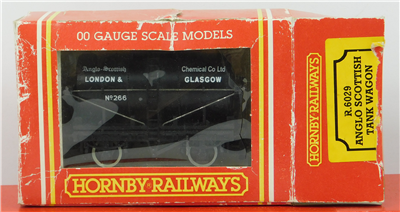 00 GAUGE SCALE MODELS
Anglo-Scottish Chemical Co Ltd
LONDON & GLASGOW
Nº266
HORNBY RAILWAYS
HORNBY RAILWAYS
R.6029
ANGLO SCOTTISH
TANK WAGON